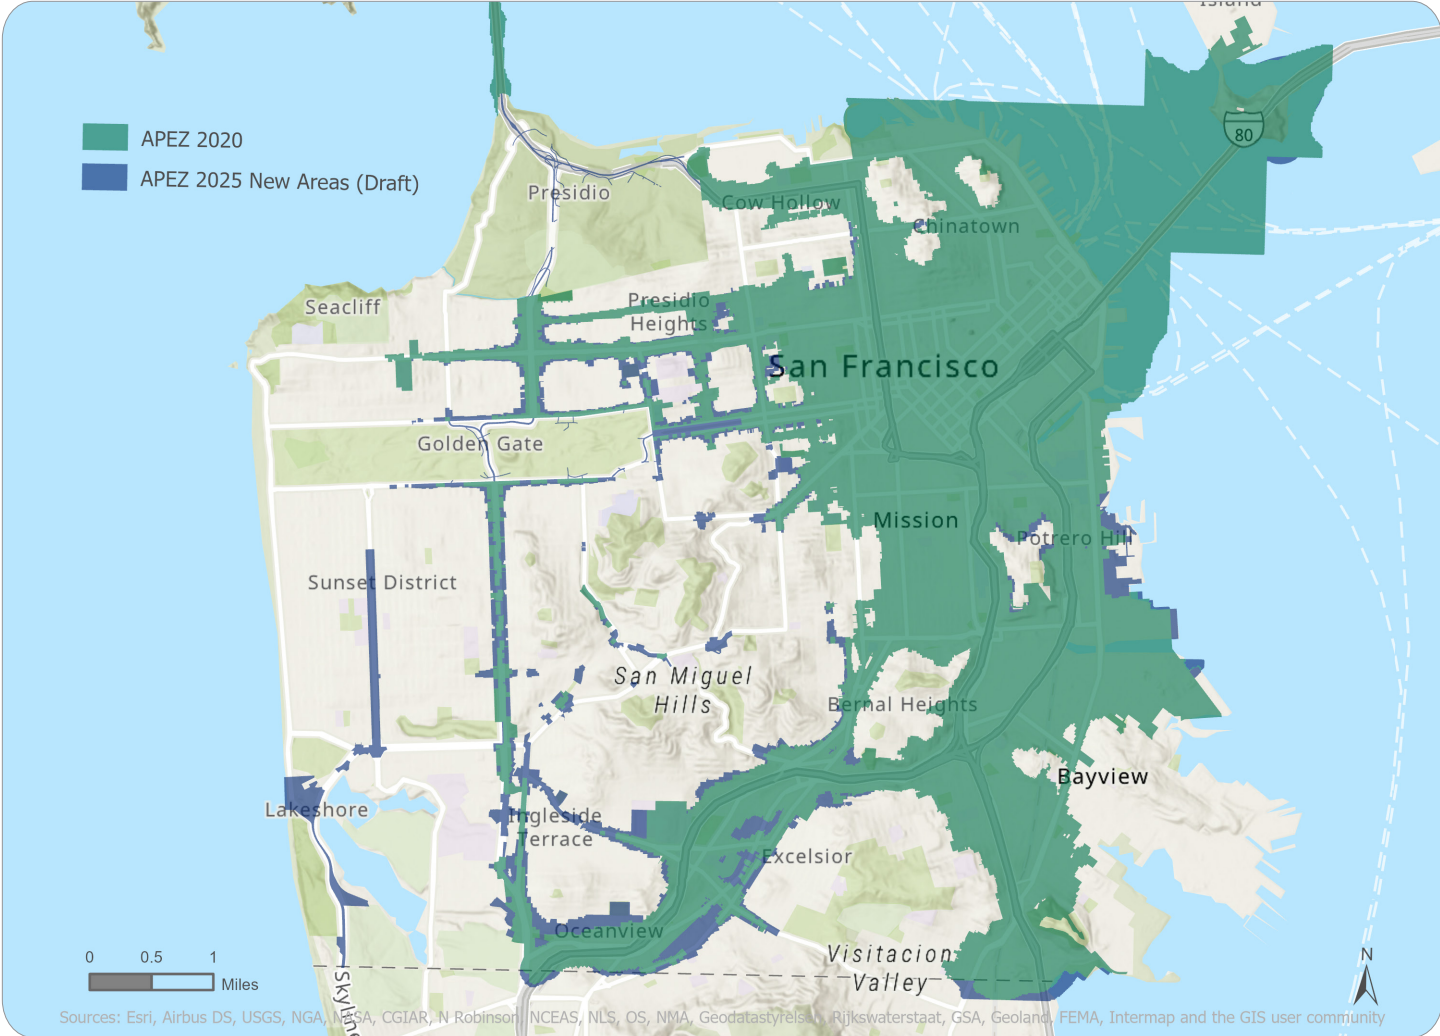 Island
80
APEZ 2020
APEZ 2025 New Areas (Draft)
Presidio
Cow Hollow
Chinatown
Seacliff
Presidio
Heights
San Francisco
Golden Gate
Mission
Potrero Hill
Sunset District
San Miguel
Hills
Bernal Heights
Bayview
Lakeshore
Ingleside
Terrace
Excelsior
Oceanview
Visitacion
Valley
N
0 0.5 1
Miles
Skyline
Sources: Esri, Airbus DS, USGS, NGA, NASA, CGIAR, N Robinson, NCEAS, NLS, OS, NMA, Geodatastyrelsen, Rijkswaterstaat, GSA, Geoland, FEMA, Intermap and the GIS user community